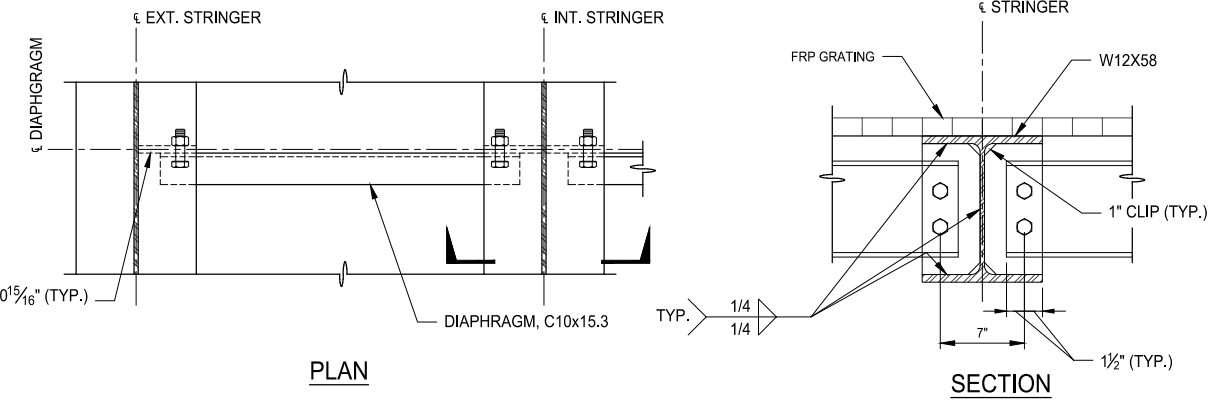 ℄ EXT. STRINGER
℄ INT. STRINGER
℄ DIAPHGRAGM
0 15/16" (TYP.)
DIAPHRAGM, C10x15.3
PLAN
℄ STRINGER
FRP GRATING
W12X58
1" CLIP (TYP.)
TYP.
1/4
1/4
7"
1½" (TYP.)
SECTION